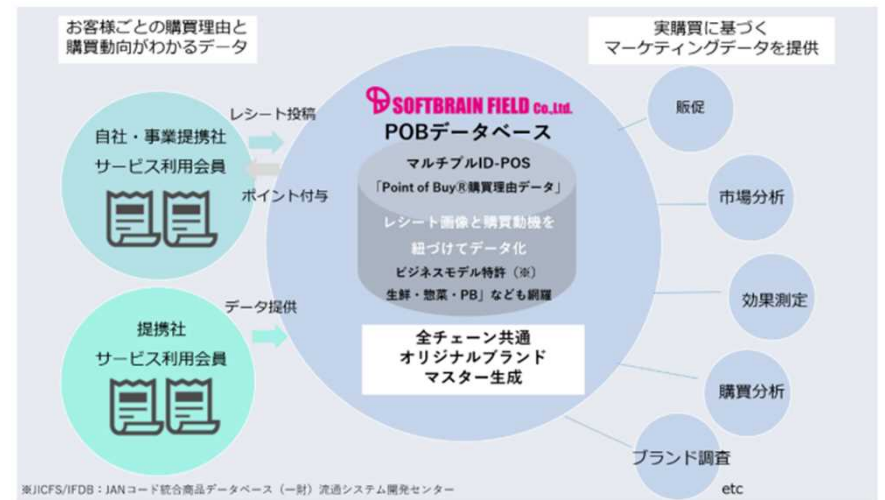 お客様ごとの購買理由と
購買動向がわかるデータ
実購買に基づく
マーケティングデータを提供
自社・事業提携社
サービス利用会員
レシート投稿
ポイント付与
提携社
サービス利用会員
データ提供
SOFTBRAIN FIELD Co.,Ltd.
POBデータベース
マルチプルID-POS
「Point of Buy®購買理由データ」
レシート画像と購買動機を
紐づけてデータ化
ビジネスモデル特許（※）
生鮮・惣菜・PB」なども網羅
全チェーン共通
オリジナルブランド
マスター生成
販促
市場分析
効果測定
購買分析
ブランド調査
etc
※JICFS/IFDB：JANコード統合商品データベース（一財）流通システム開発センター